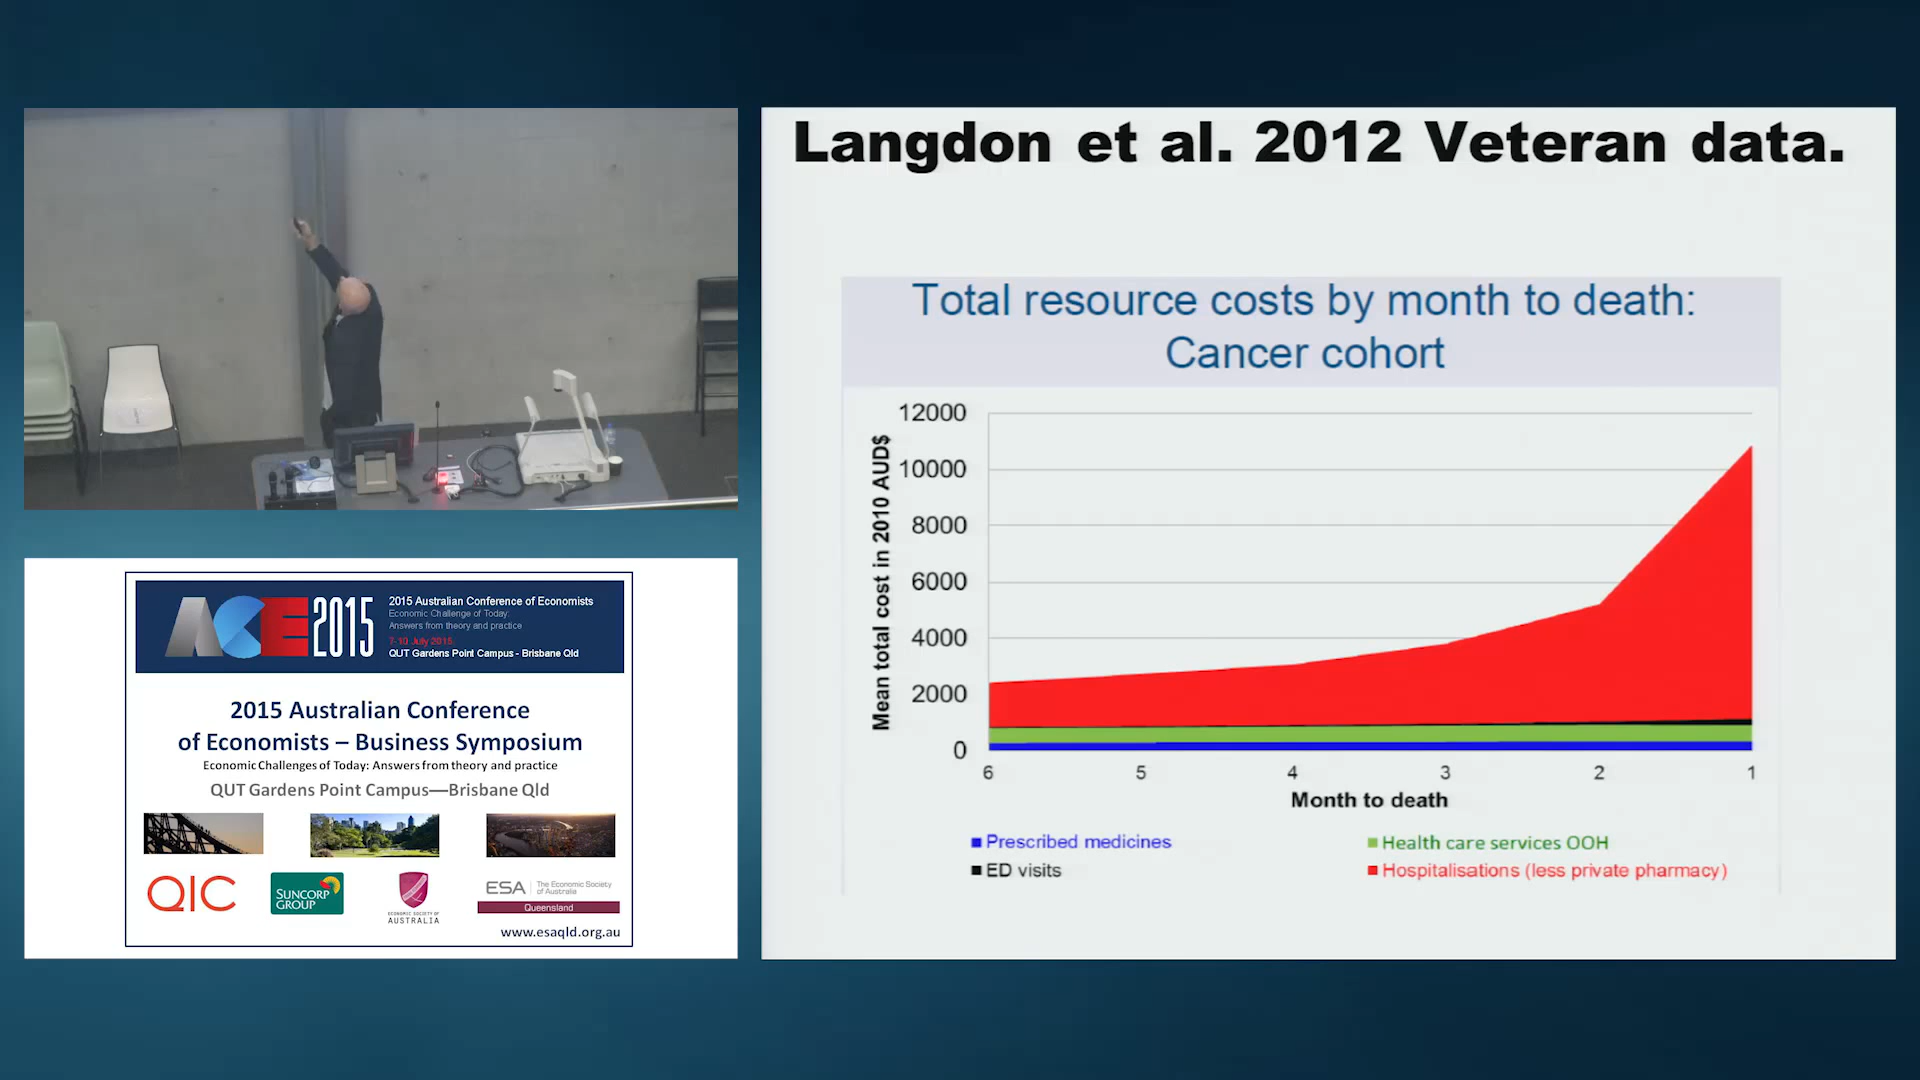 Langdon et al. 2012 Veteran data.
Total resource costs by month to death:
Cancer cohort
Mean total cost in 2010 AUD$
12000
10000
8000
6000
4000
2000
0
6 5 4 3 2 1
Month to death
Prescribed medicines
Health care services OOH
ED visits
Hospitalisations (less private pharmacy)
ACE 2015
2015 Australian Conference of Economists
Economic Challenge of Today:
Answers from theory and practice
7-10 July 2015
QUT Gardens Point Campus - Brisbane Qld
2015 Australian Conference
of Economists – Business Symposium
Economic Challenges of Today: Answers from theory and practice
QUT Gardens Point Campus—Brisbane Qld
QIC
SUNCORP
GROUP
ECONOMIC SOCIETY OF
AUSTRALIA
ESA
The Economic Society
of Australia
Queensland
www.esaqld.org.au